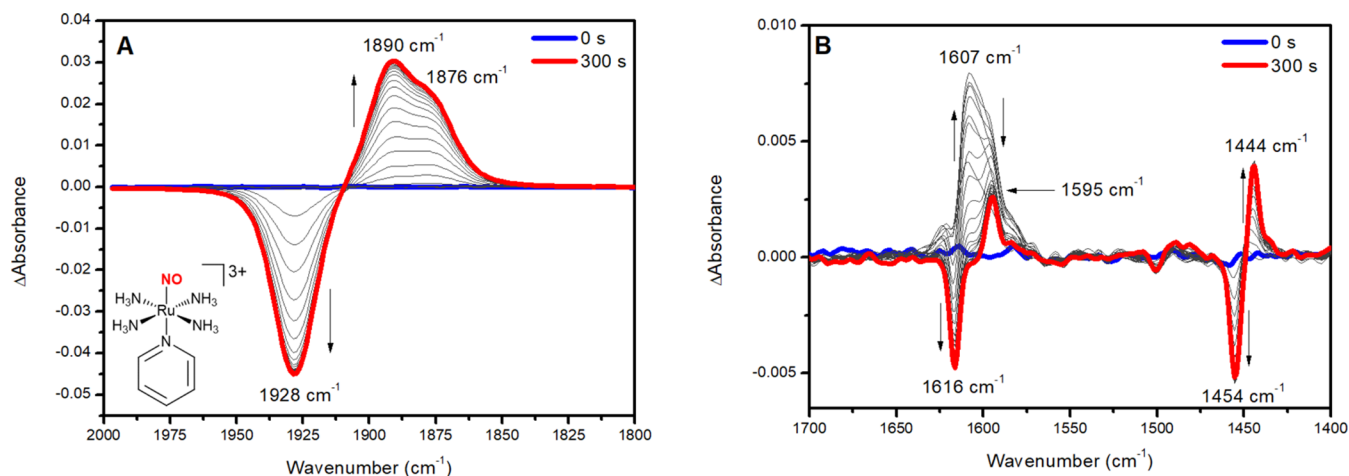 A
0 s
300 s
1890 cm-1
1876 cm-1
1928 cm-1
NO
3+
H3N
NH3
Ru
H3N
NH3
N
ΔAbsorbance
0.04
0.03
0.02
0.01
0.00
-0.01
-0.02
-0.03
-0.04
-0.05
2000 1975 1950 1925 1900 1875 1850 1825 1800
Wavenumber (cm-1)
B
0 s
300 s
1607 cm-1
1444 cm-1
1595 cm-1
1616 cm-1
1454 cm-1
ΔAbsorbance
0.010
0.005
0.000
-0.005
1700 1650 1600 1550 1500 1450 1400
Wavenumber (cm-1)